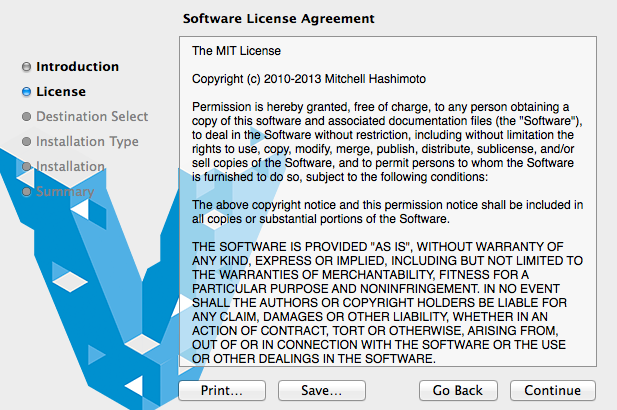 Software License Agreement
Introduction
License
Destination Select
Installation Type
Installation
Summary
The MIT License
Copyright (c) 2010-2013 Mitchell Hashimoto
Permission is hereby granted, free of charge, to any person obtaining a
copy of this software and associated documentation files (the "Software"),
to deal in the Software without restriction, including without limitation the
rights to use, copy, modify, merge, publish, distribute, sublicense, and/or
sell copies of the Software, and to permit persons to whom the Software
is furnished to do so, subject to the following conditions:
The above copyright notice and this permission notice shall be included in
all copies or substantial portions of the Software.
THE SOFTWARE IS PROVIDED "AS IS", WITHOUT WARRANTY OF
ANY KIND, EXPRESS OR IMPLIED, INCLUDING BUT NOT LIMITED TO
THE WARRANTIES OF MERCHANTABILITY, FITNESS FOR A
PARTICULAR PURPOSE AND NONINFRINGEMENT. IN NO EVENT
SHALL THE AUTHORS OR COPYRIGHT HOLDERS BE LIABLE FOR
ANY CLAIM, DAMAGES OR OTHER LIABILITY, WHETHER IN AN
ACTION OF CONTRACT, TORT OR OTHERWISE, ARISING FROM,
OUT OF OR IN CONNECTION WITH THE SOFTWARE OR THE USE
OR OTHER DEALINGS IN THE SOFTWARE.
Print... Save... Go Back Continue